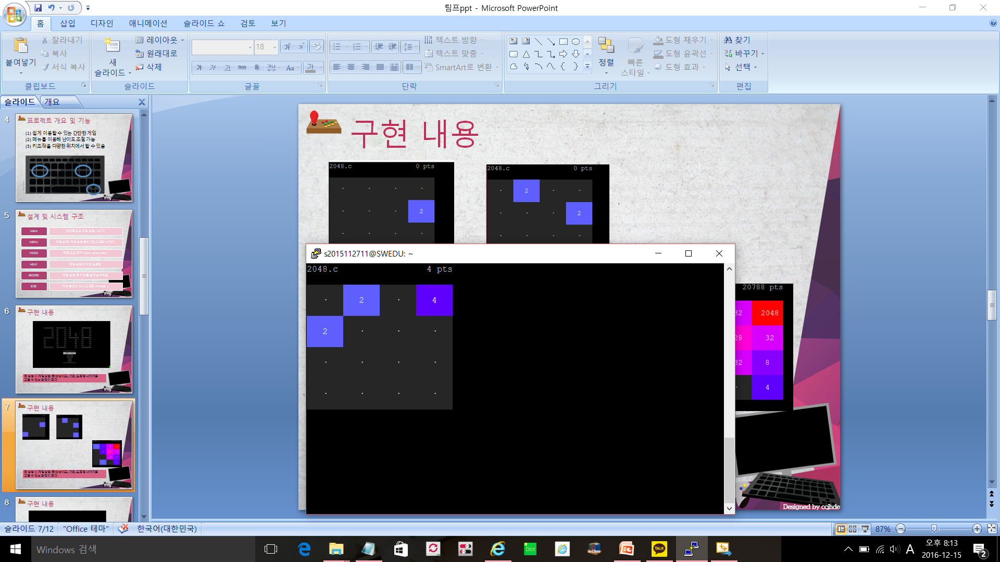 팀프ppt - Microsoft PowerPoint
홈 삽입 디자인 애니메이션 슬라이드 쇼 검토 보기
붙여넣기
잘라내기
복사
서식 복사
클립보드
새 슬라이드
레이아웃
원래대로
삭제
슬라이드
18
가 가
가 가 가 가 S 가나 Aa 가
글꼴
텍스트 방향
텍스트 맞춤
SmartArt로 변환
단락
정렬
빠른 스타일
도형 채우기
도형 윤곽선
도형 효과
그리기
찾기
바꾸기
선택
편집
슬라이드 개요
4
프로젝트 개요 및 기능
(1) 쉽게 이용할수 있는 간단한 게임
(2) 메뉴를 이용해 난이도 조절 가능
(3) 키조작을 다양한 위치에서 할 수 있음
5
설계 및 시스템 구조
MAIN
MENU
MODE
HELP
RECORD
SIZE
6
구현 내용
2048
7
구현 내용
8
구현 내용
구현 내용
2048.c 0 pts
2
2048.c 0 pts
2
2
s2015112711@SWEDU: ~
2048.c 4 pts
2 4
2
20788 pts
32 2048
28 32
32 8
4
Designed by ccjhde
슬라이드 7/12 "Office 테마" 한국어(대한민국)
87%
Windows 검색
Dict
TALK
A
오후 8:13
2016-12-15
2